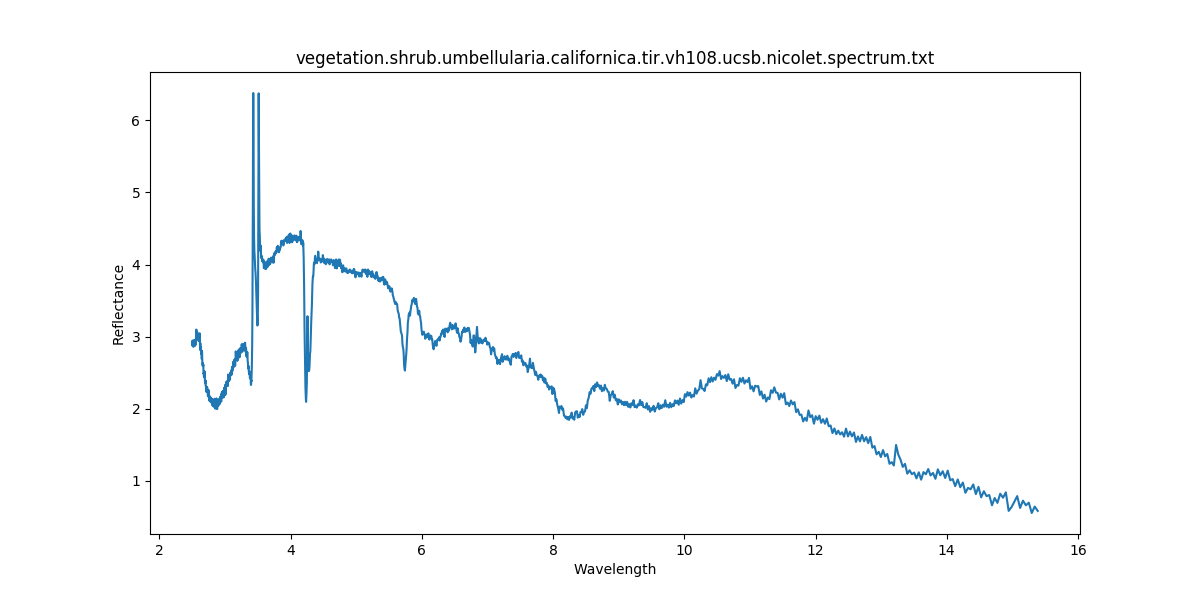 vegetation.shrub.umbellularia.californica.tir.vh108.ucsb.nicolet.spectrum.txt
6
5
4
3
2
1
Reflectance
2 4 6 8 10 12 14 16
Wavelength